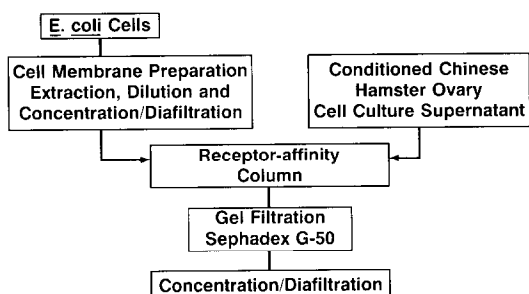 E. coli Cells
Cell Membrane Preparation
Extraction, Dilution and
Concentration/Diafiltration
Conditioned Chinese
Hamster Ovary
Cell Culture Supernatant
Receptor-affinity
Column
Gel Filtration
Sephadex G-50
Concentration/Diafiltration